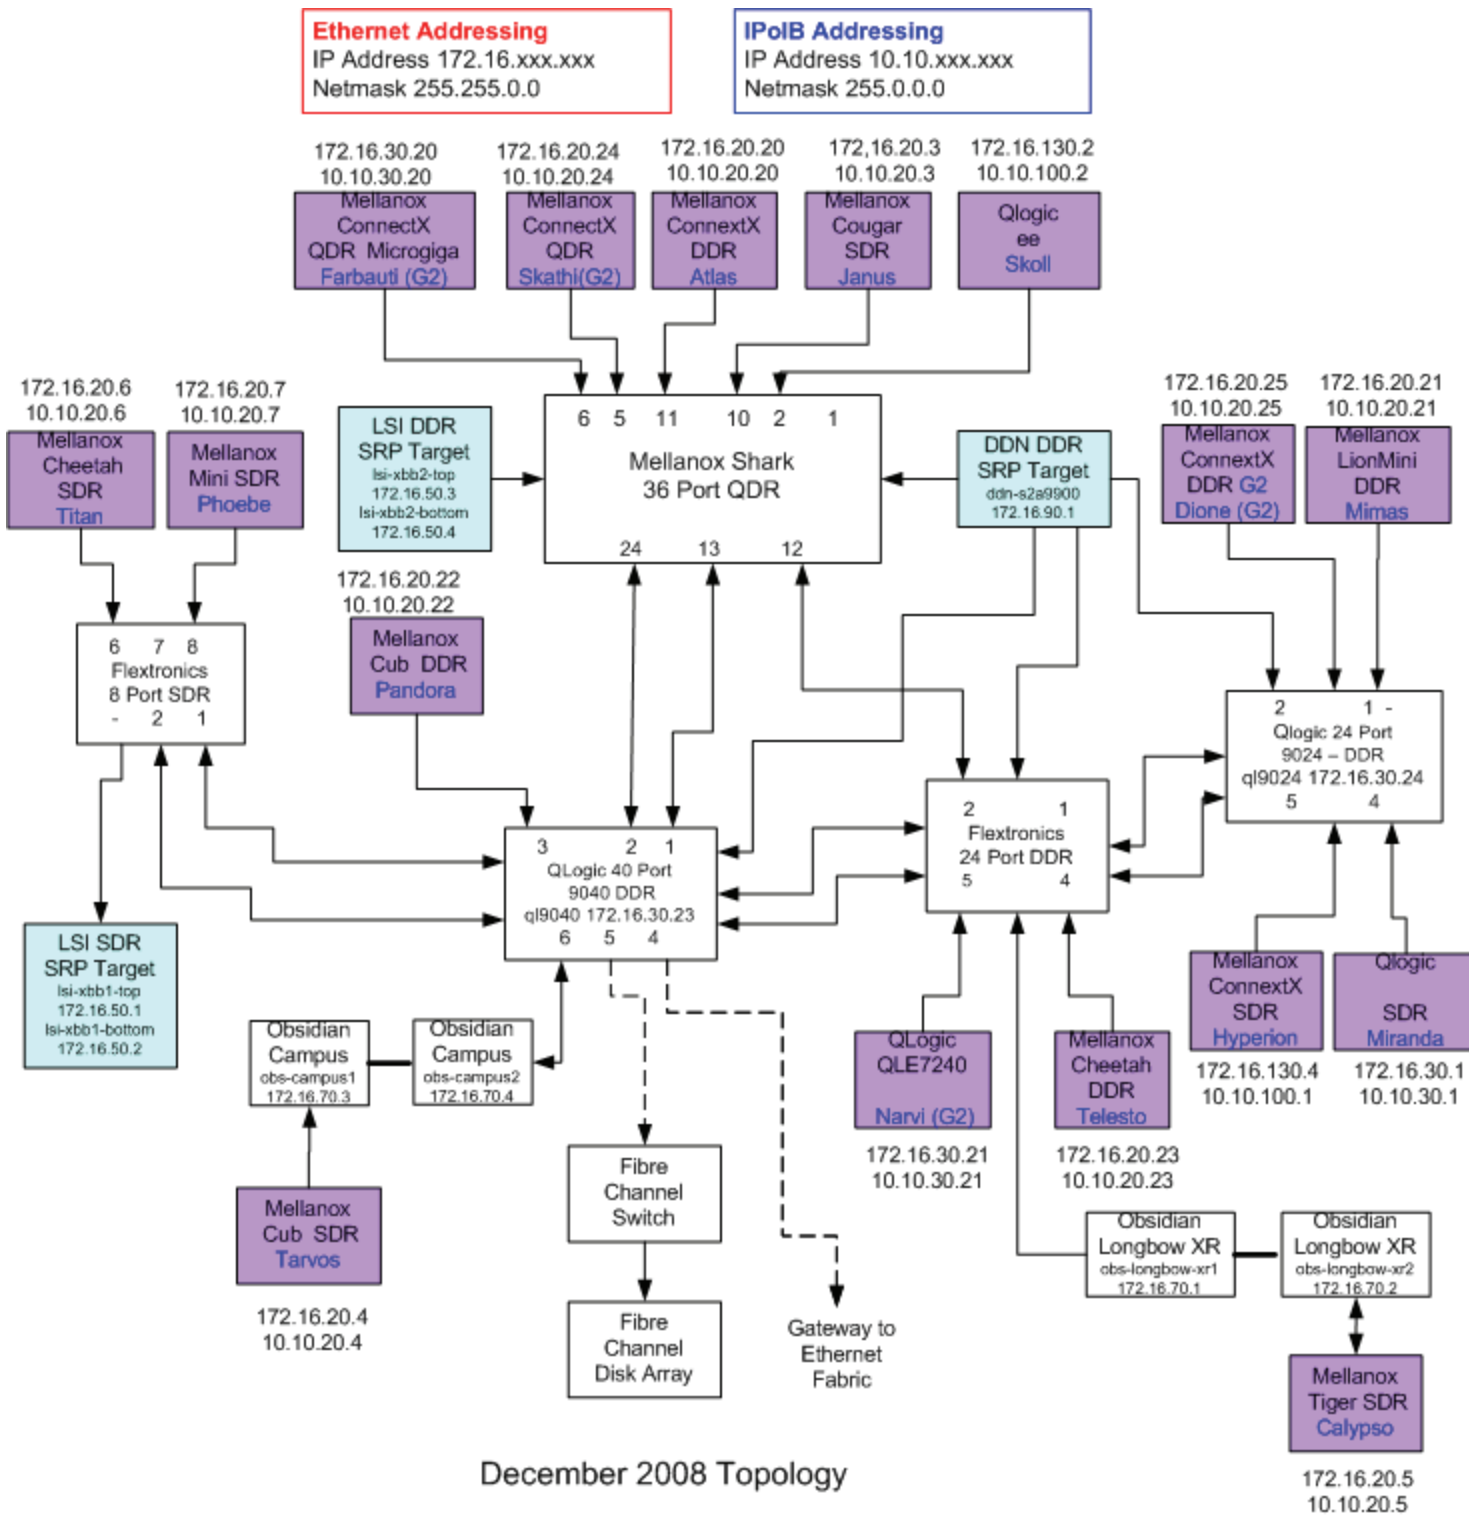 Ethernet Addressing
IP Address 172.16.xxx.xxx
Netmask 255.255.0.0
IPoIB Addressing
IP Address 10.10.xxx.xxx
Netmask 255.0.0.0
172.16.30.20
10.10.30.20
Mellanox
ConnectX
QDR Microgiga
Farbauti (G2)
172.16.20.24
10.10.20.24
Mellanox
ConnectX
QDR
Skathi(G2)
172.16.20.20
10.10.20.20
Mellanox
ConnextX
DDR
Atlas
172,16.20.3
10.10.20.3
Mellanox
Cougar
SDR
Janus
172.16.130.2
10.10.100.2
Qlogic
ee
Skoll
172.16.20.6
10.10.20.6
Mellanox
Cheetah
SDR
Titan
172.16.20.7
10.10.20.7
Mellanox
Mini SDR
Phoebe
LSI DDR
SRP Target
lsi-xbb2-top
172.16.50.3
lsi-xbb2-bottom
172.16.50.4
6 5 11 10 2 1
Mellanox Shark
36 Port QDR
24 13 12
DDN DDR
SRP Target
ddn-s2a9900
172.16.90.1
172.16.20.25
10.10.20.25
Mellanox
ConnextX
DDR G2
Dione (G2)
172.16.20.21
10.10.20.21
Mellanox
LionMini
DDR
Mimas
172.16.20.22
10.10.20.22
Mellanox
Cub DDR
Pandora
6 7 8
Flextronics
8 Port SDR
- 2 1
2 1 -
Qlogic 24 Port
9024 – DDR
ql9024 172.16.30.24
5 4
3 2 1
QLogic 40 Port
9040 DDR
ql9040 172.16.30.23
6 5 4
2 1
Flextronics
24 Port DDR
5 4
LSI SDR
SRP Target
lsi-xbb1-top
172.16.50.1
lsi-xbb1-bottom
172.16.50.2
Obsidian
Campus
obs-campus1
172.16.70.3
Obsidian
Campus
obs-campus2
172.16.70.4
QLogic
QLE7240
Narvi (G2)
172.16.30.21
10.10.30.21
Mellanox
Cheetah
DDR
Telesto
172.16.20.23
10.10.20.23
Mellanox
ConnextX
SDR
Hyperion
172.16.130.4
10.10.100.1
Qlogic
SDR
Miranda
172.16.30.1
10.10.30.1
Mellanox
Cub SDR
Tarvos
172.16.20.4
10.10.20.4
Fibre
Channel
Switch
Fibre
Channel
Disk Array
Gateway to
Ethernet
Fabric
Obsidian
Longbow XR
obs-longbow-xr1
172.16.70.1
Obsidian
Longbow XR
obs-longbow-xr2
172.16.70.2
Mellanox
Tiger SDR
Calypso
172.16.20.5
10.10.20.5
December 2008 Topology